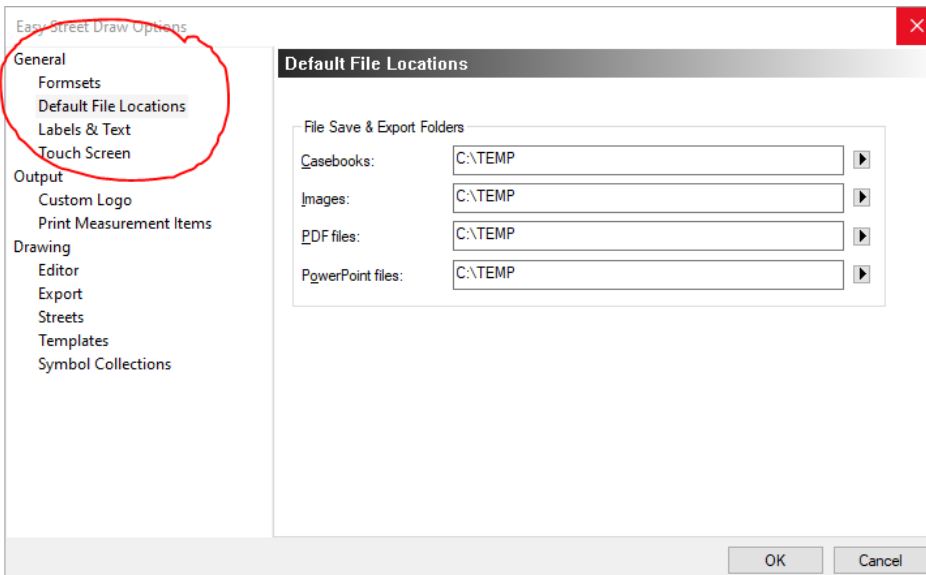 Easy Street Draw Options
General
Formsets
Default File Locations
Labels & Text
Touch Screen
Output
Custom Logo
Print Measurement Items
Drawing
Editor
Export
Streets
Templates
Symbol Collections
Default File Locations
File Save & Export Folders
Casebooks: C:\TEMP
Images: C:\TEMP
PDF files: C:\TEMP
PowerPoint files: C:\TEMP
OK Cancel